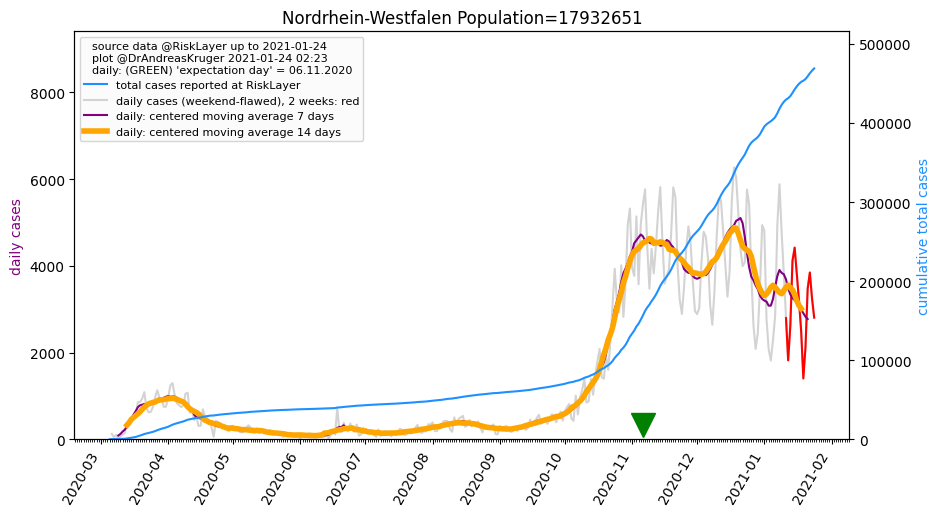 Nordrhein-Westfalen Population=17932651
source data @RiskLayer up to 2021-01-24
plot @DrAndreasKruger 2021-01-24 02:23
daily: (GREEN) 'expectation day' = 06.11.2020
total cases reported at RiskLayer
daily cases (weekend-flawed), 2 weeks: red
daily: centered moving average 7 days
daily: centered moving average 14 days
daily cases
8000
6000
4000
2000
0
500000
400000
300000
200000
100000
0
cumulative total cases
2020-03
2020-04
2020-05
2020-06
2020-07
2020-08
2020-09
2020-10
2020-11
2020-12
2021-01
2021-02